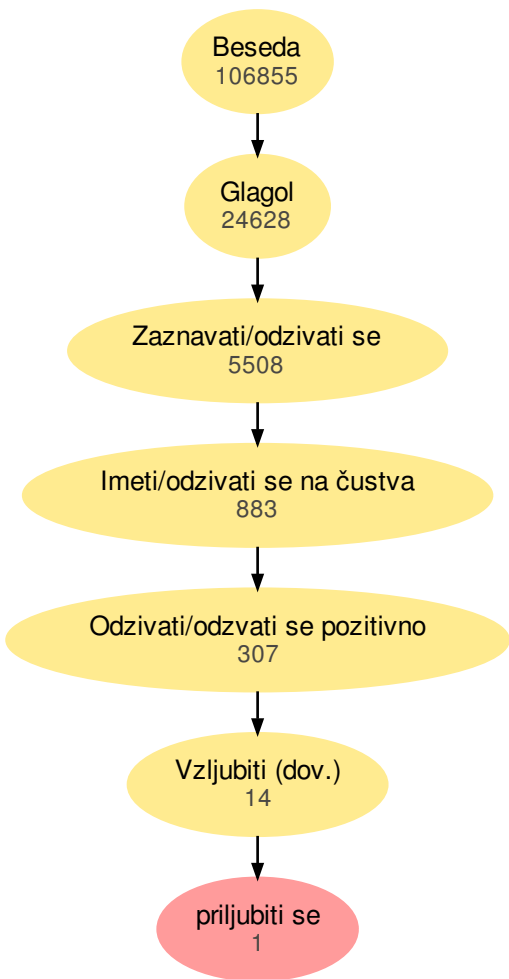 Beseda
106855
Glagol
24628
Zaznavati/odzivati se
5508
Imeti/odzivati se na čustva
883
Odzivati/odzvati se pozitivno
307
Vzljubiti (dov.)
14
priljubiti se
1